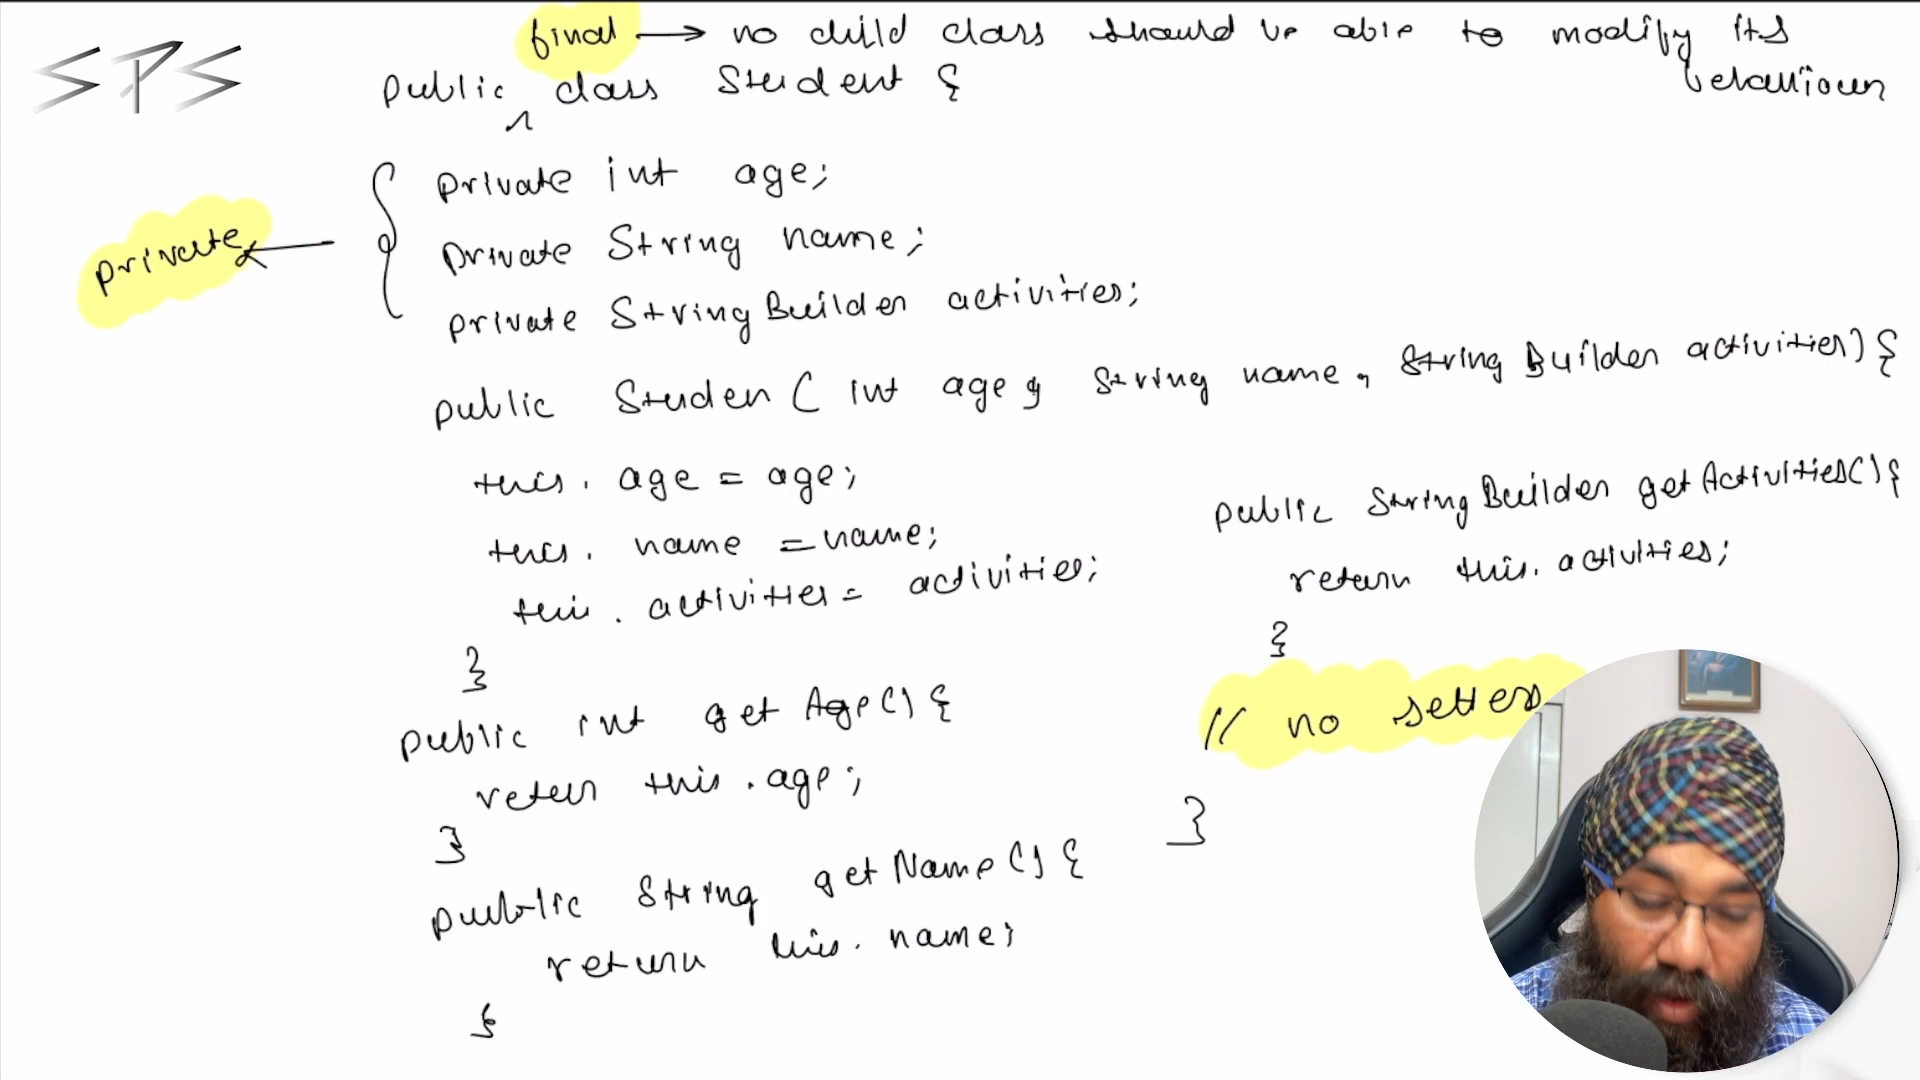 SPS
final → no child class should be able to modify its
behaviour
public class Student {
private
private int age;
private String name;
private StringBuilder activities;
public Studen ( int age, String name, String Builder activities) {
this. age = age;
this. name = name;
this. activities = activities;
}
public int get Age() {
return this. age;
}
public String get Name() {
return this. name;
}
public StringBuilder getActivities() {
return this. activities;
}
// no setters
}